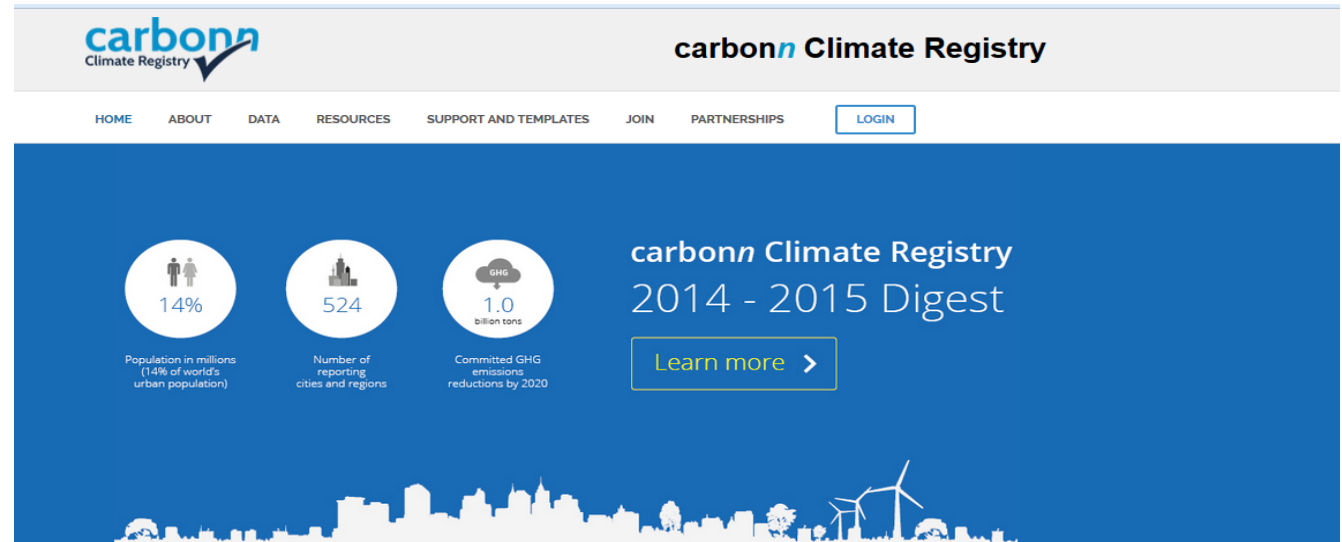 carbonn
Climate Registry
carbonn Climate Registry
HOME ABOUT DATA RESOURCES SUPPORT AND TEMPLATES JOIN PARTNERSHIPS LOGIN
14%
Population in millions
(14% of world's
urban population)
524
Number of
reporting
cities and regions
GHG
1.0
billion tons
Committed GHG
emissions
reductions by 2020
carbonn Climate Registry
2014 - 2015 Digest
Learn more